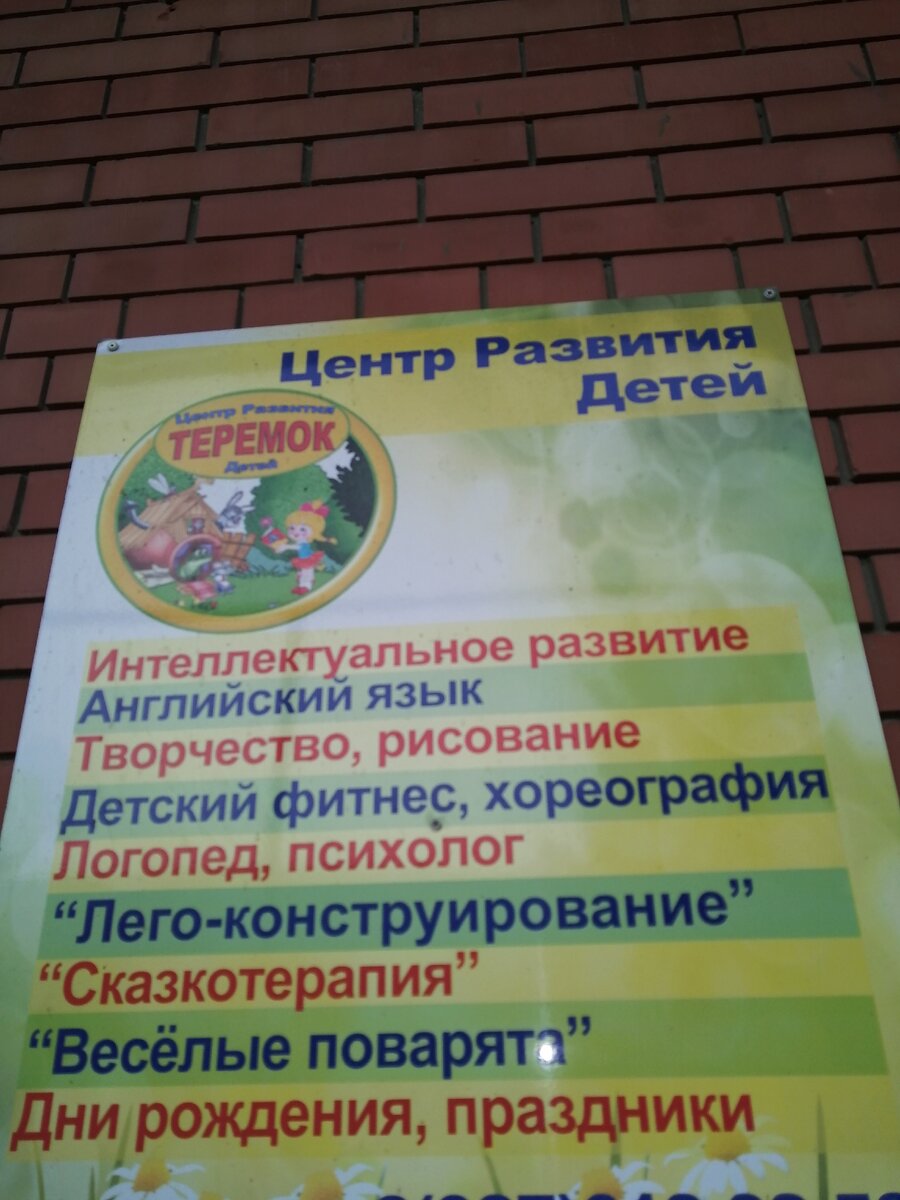 Центр Развития
Детей
Центр Развития
ТЕРЕМОК
Детей
Интеллектуальное развитие
Английский язык
Творчество, рисование
Детский фитнес, хореография
Логопед, психолог
“Лего-конструирование”
“Сказкотерапия”
“Весёлые поварята”
Дни рождения, праздники